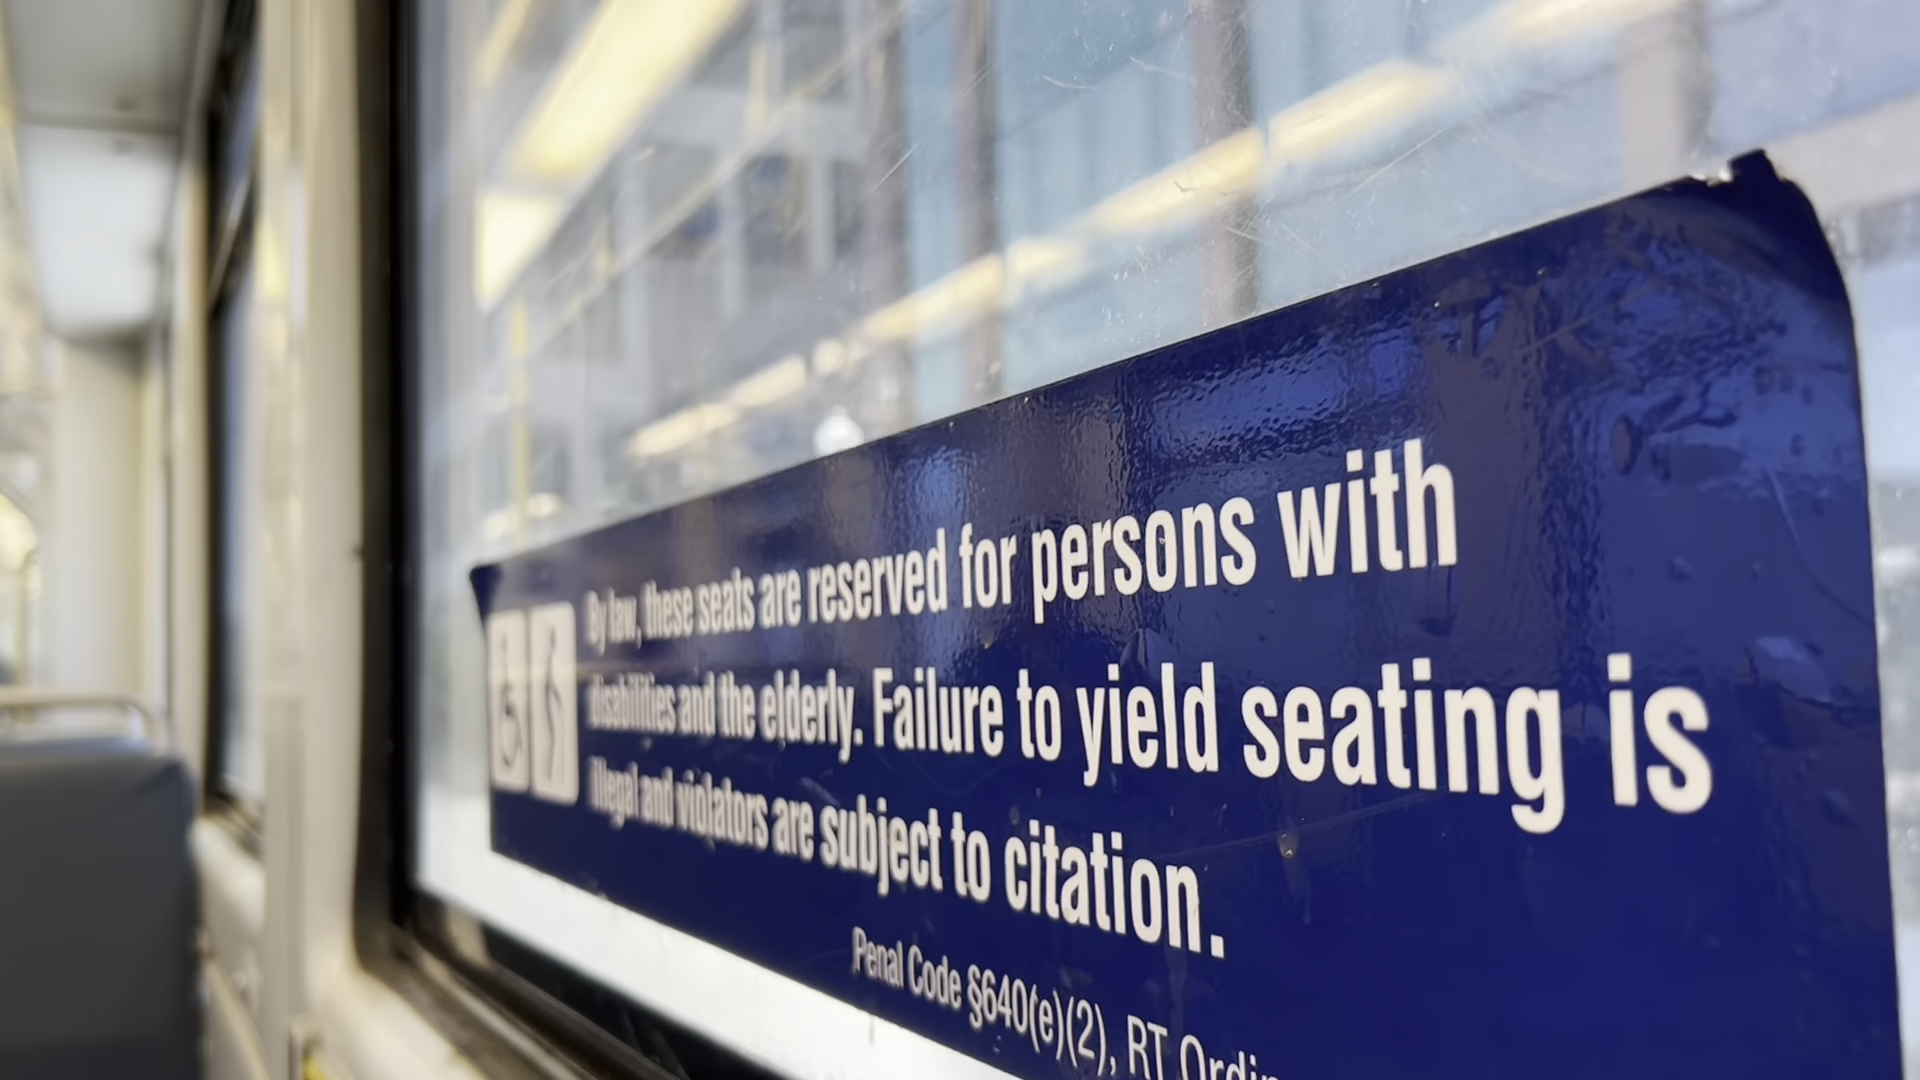 By law, these seats are reserved for persons with
disabilities and the elderly. Failure to yield seating is
illegal and violators are subject to citation.
Penal Code §640(e)(2), RT Ordin